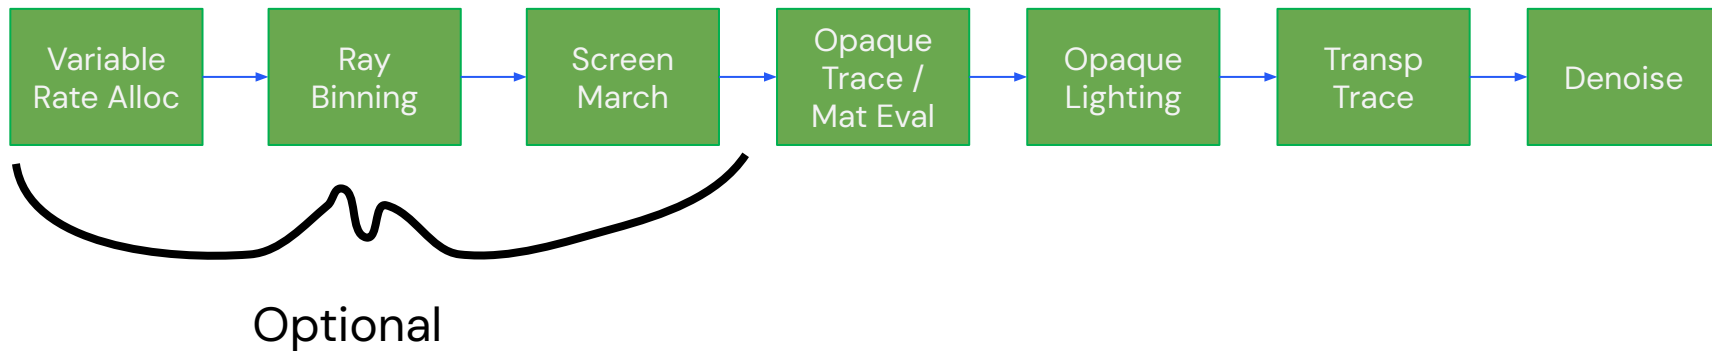 Variable
Rate Alloc
Ray
Binning
Screen
March
Opaque
Trace /
Mat Eval
Opaque
Lighting
Transp
Trace
Denoise
Optional